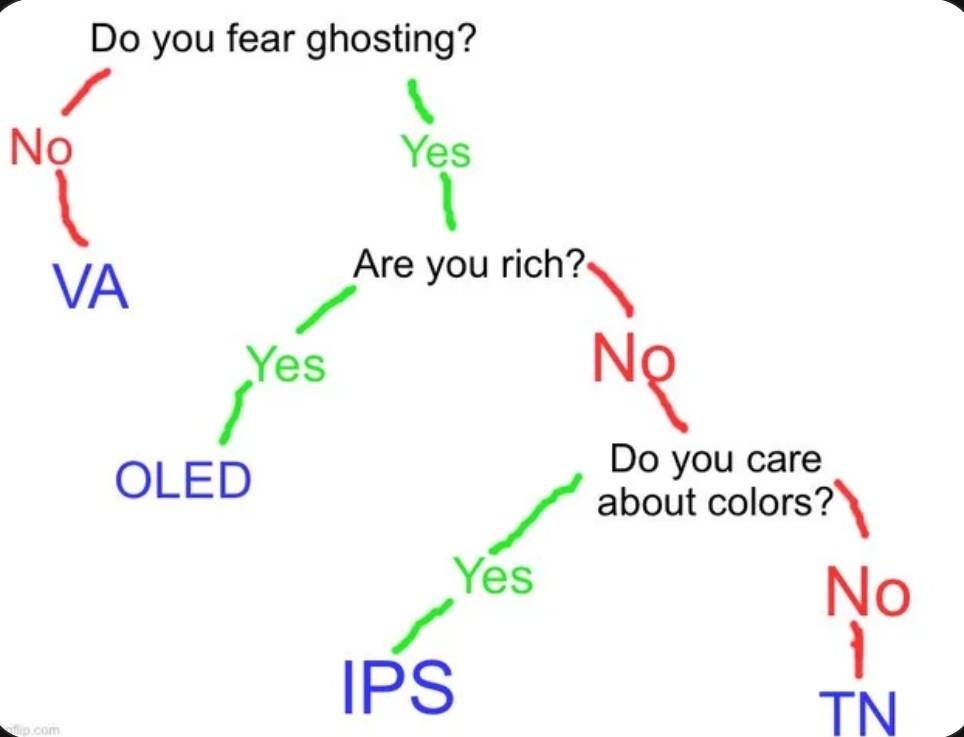 Do you fear ghosting?
No
Yes
VA
Are you rich?
Yes
No
OLED
Do you care
about colors?
Yes
No
IPS
TN